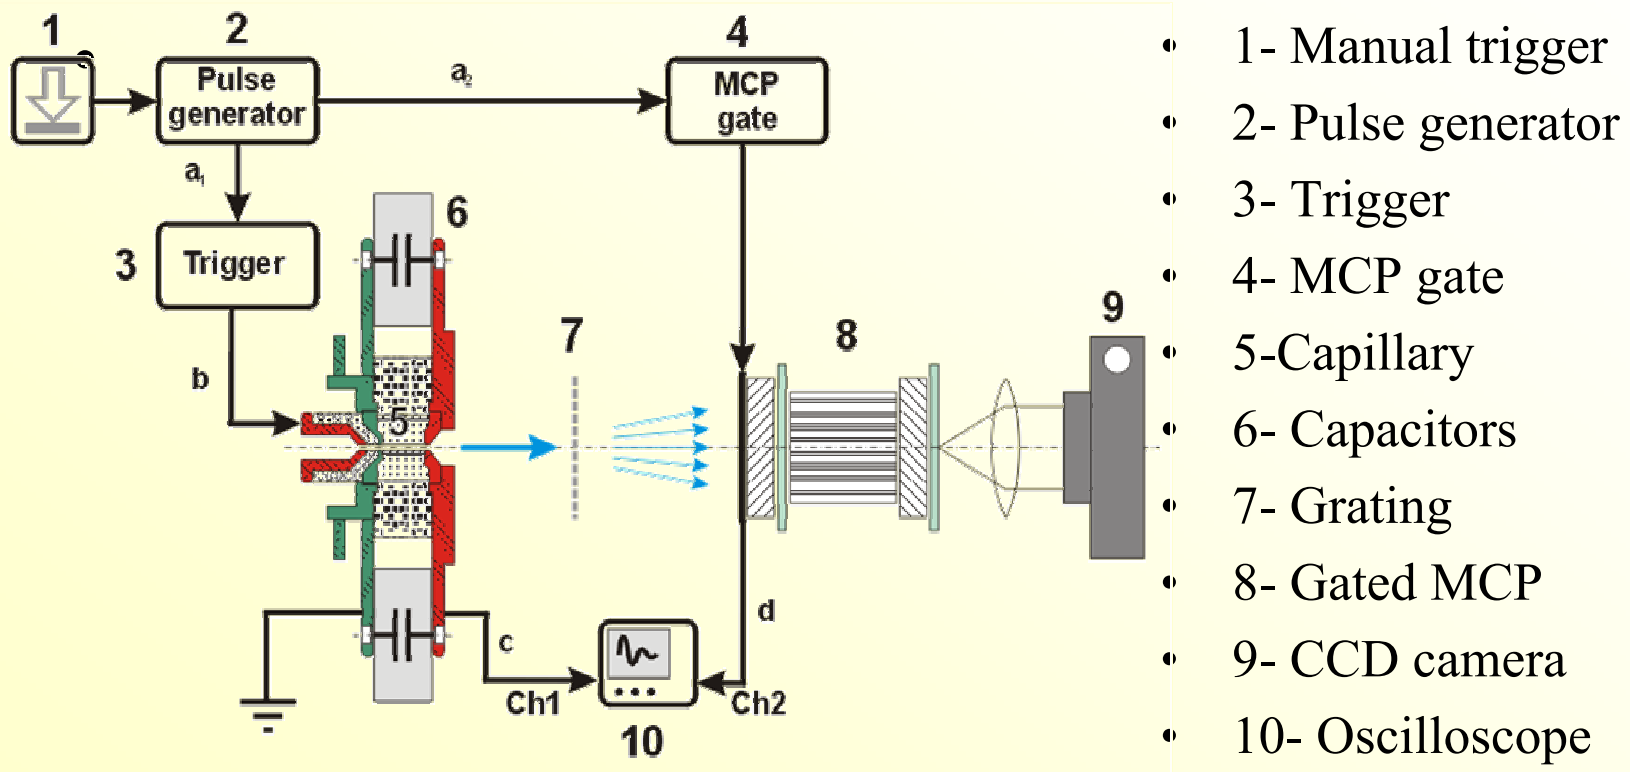 1
2
4
Pulse
generator
a2
MCP
gate
a1
6
3
Trigger
9
7
8
b
5
d
c
Ch1
Ch2
10
• 1- Manual trigger
• 2- Pulse generator
• 3- Trigger
• 4- MCP gate
• 5-Capillary
• 6- Capacitors
• 7- Grating
• 8- Gated MCP
• 9- CCD camera
• 10- Oscilloscope